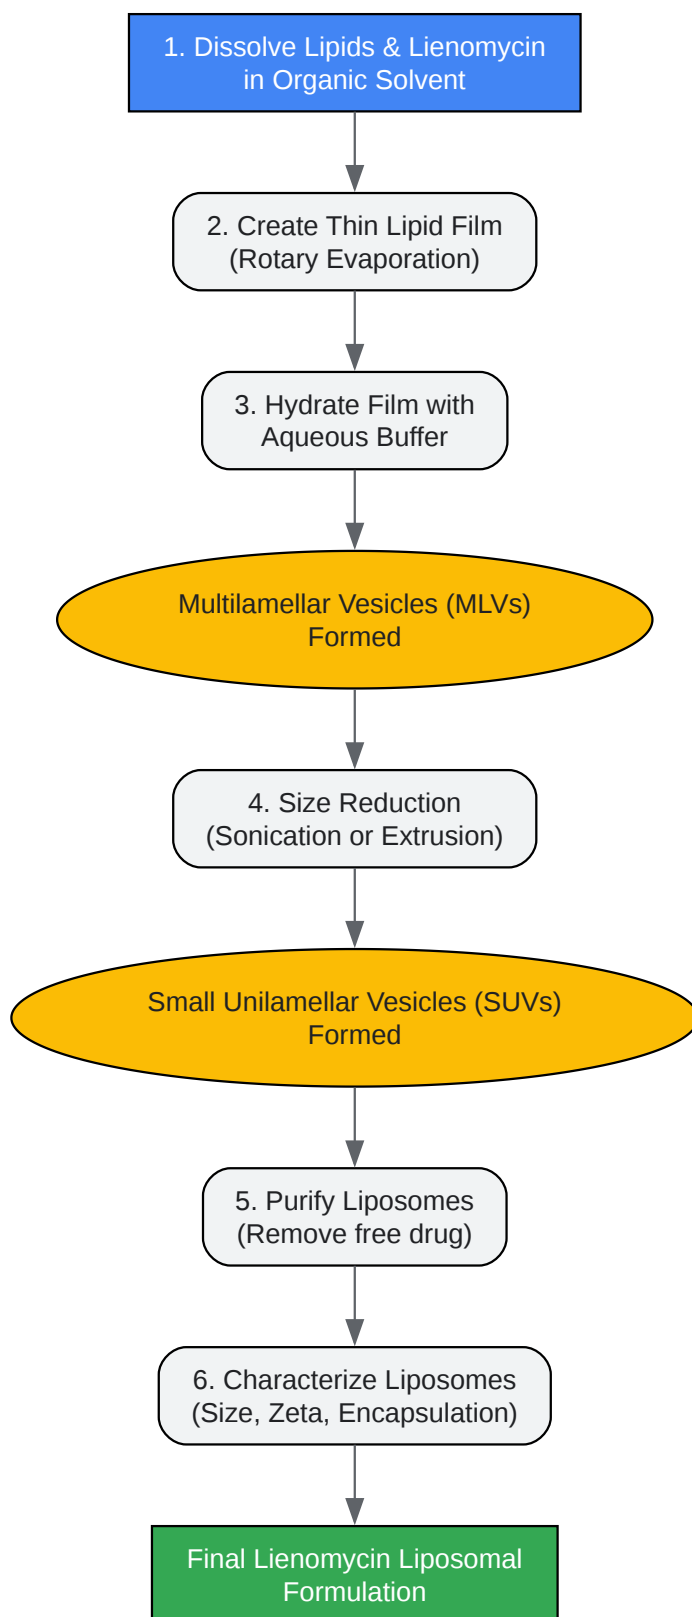 1. Dissolve Lipids & Lienomycin
in Organic Solvent
2. Create Thin Lipid Film
(Rotary Evaporation)
3. Hydrate Film with
Aqueous Buffer
Multilamellar Vesicles (MLVs)
Formed
4. Size Reduction
(Sonication or Extrusion)
Small Unilamellar Vesicles (SUVs)
Formed
5. Purify Liposomes
(Remove free drug)
6. Characterize Liposomes
(Size, Zeta, Encapsulation)
Final Lienomycin Liposomal
Formulation